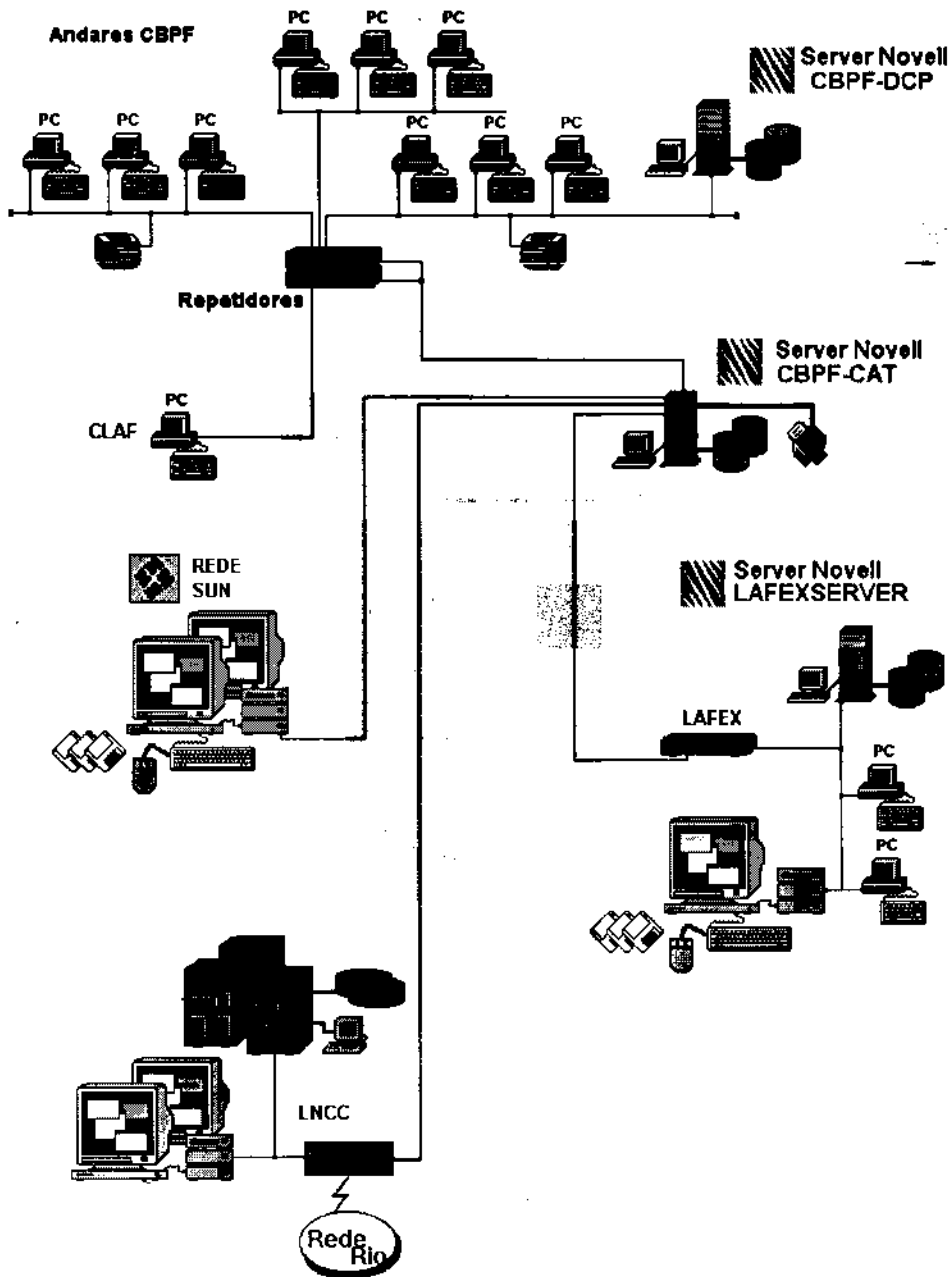 Andares CBPF
PC
PC
PC
Server Novell
CBPF-DCP
PC
PC
PC
PC
PC
PC
Repetidores
Server Novell
CBPF-CAT
PC
CLAF
REDE
SUN
Server Novell
LAFEXSERVER
LAFEX
PC
PC
LNCC
Rede
Rio